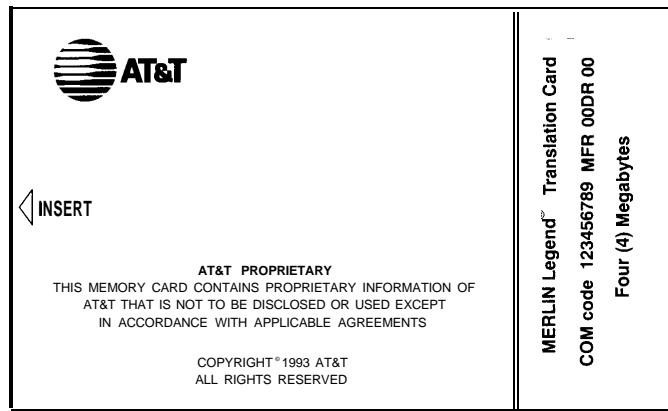 AT&T
INSERT
AT&T PROPRIETARY
THIS MEMORY CARD CONTAINS PROPRIETARY INFORMATION OF
AT&T THAT IS NOT TO BE DISCLOSED OR USED EXCEPT
IN ACCORDANCE WITH APPLICABLE AGREEMENTS
COPYRIGHT © 1993 AT&T
ALL RIGHTS RESERVED
MERLIN Legend® Translation Card
COM code 123456789 MFR 00DR 00
Four (4) Megabytes